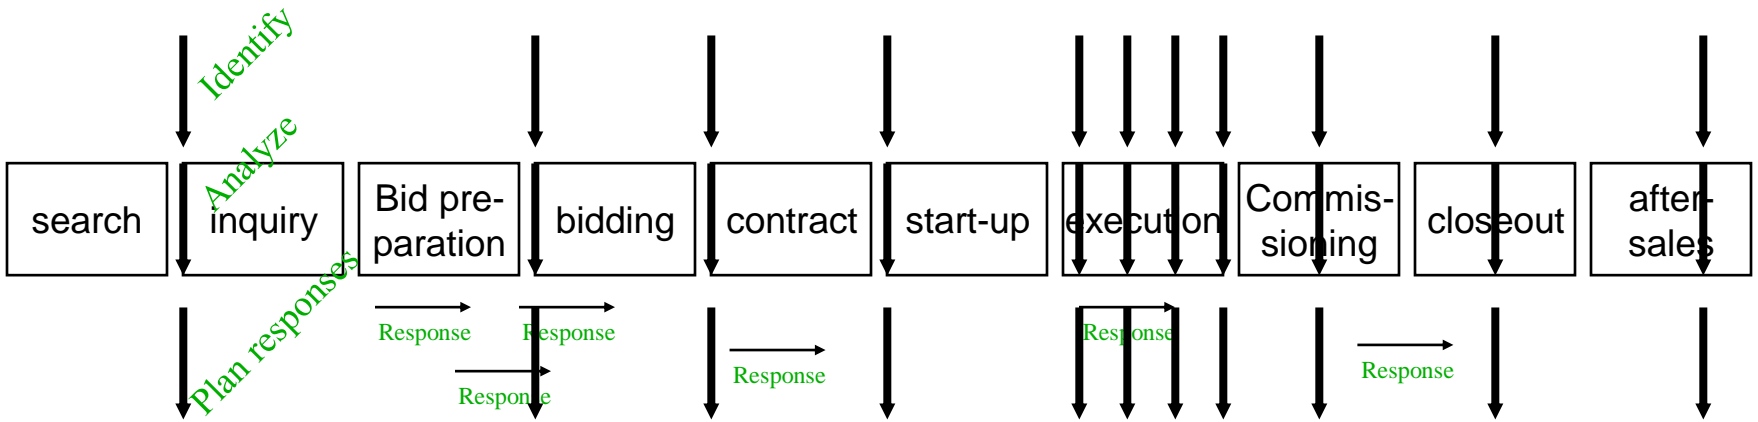 Identify
Analyze
search
inquiry
Bid pre-
paration
bidding
contract
start-up
execution
Commis-
sioning
closeout
after-
sales
Plan responses
Response
Response
Response
Response
Response
Response